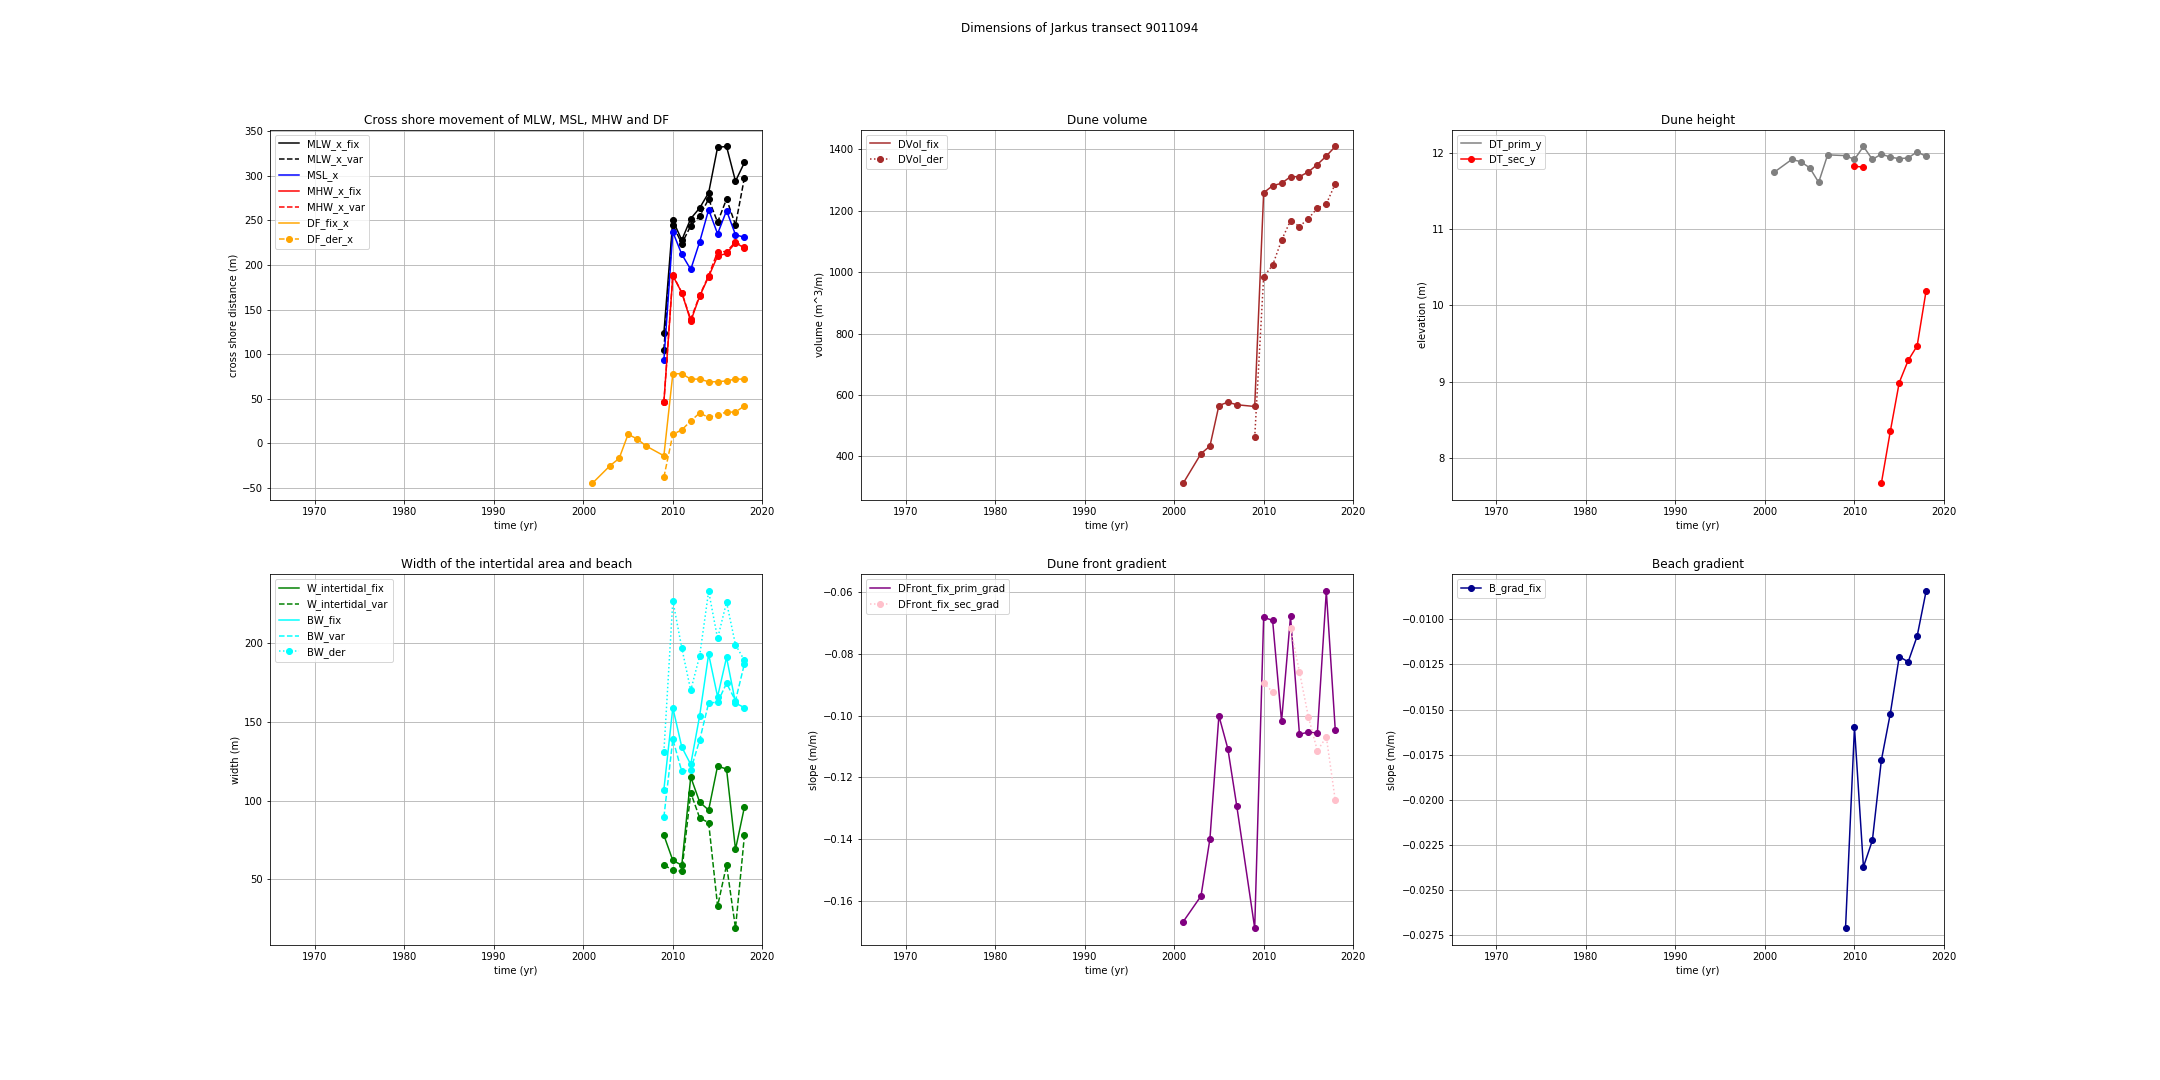 Dimensions of Jarkus transect 9011094
Cross shore movement of MLW, MSL, MHW and DF
350
300
250
200
150
100
50
0
−50
cross shore distance (m)
MLW_x_fix
MLW_x_var
MSL_x
MHW_x_fix
MHW_x_var
DF_fix_x
DF_der_x
1970 1980 1990 2000 2010 2020
time (yr)
Dune volume
1400
1200
1000
800
600
400
volume (m^3/m)
DVol_fix
DVol_der
1970 1980 1990 2000 2010 2020
time (yr)
Dune height
12
11
10
9
8
elevation (m)
DT_prim_y
DT_sec_y
1970 1980 1990 2000 2010 2020
time (yr)
Width of the intertidal area and beach
200
150
100
50
width (m)
W_intertidal_fix
W_intertidal_var
BW_fix
BW_var
BW_der
1970 1980 1990 2000 2010 2020
time (yr)
Dune front gradient
−0.06
−0.08
−0.10
−0.12
−0.14
−0.16
slope (m/m)
DFront_fix_prim_grad
DFront_fix_sec_grad
1970 1980 1990 2000 2010 2020
time (yr)
Beach gradient
−0.0100
−0.0125
−0.0150
−0.0175
−0.0200
−0.0225
−0.0250
−0.0275
slope (m/m)
B_grad_fix
1970 1980 1990 2000 2010 2020
time (yr)